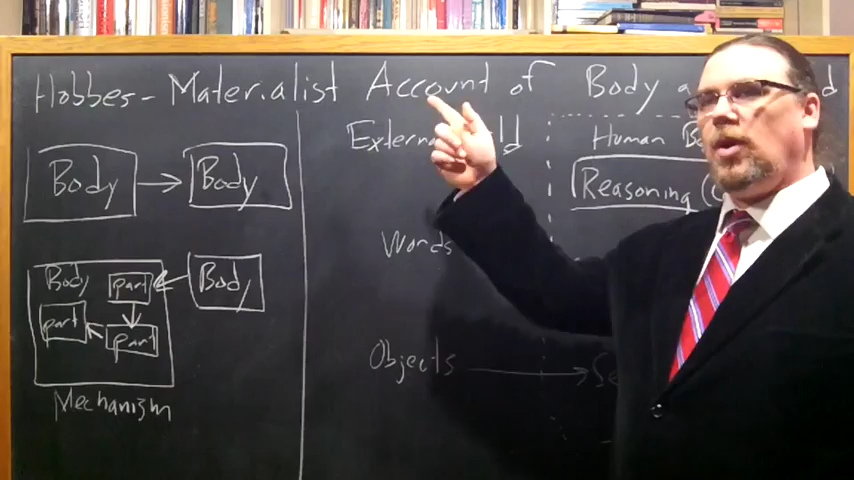 Hobbes - Materialist Account of Body
External
Human
Body → Body
Reasoning
Words
Body
part
Body
part
part
Mechanism
Objects